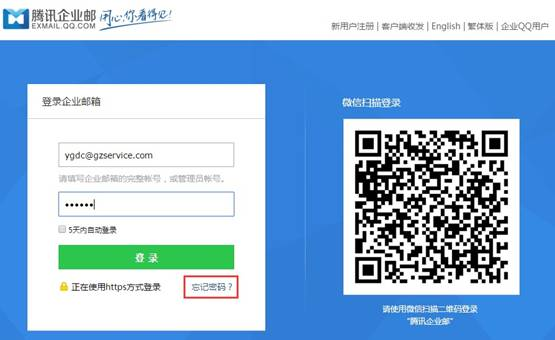 腾讯企业邮
EXMAIL.QQ.COM
开心,你看得见!
新用户注册 | 客户端收发 | English | 繁体版 | 企业QQ用户
登录企业邮箱
ygdc@gzservice.com
请填写企业邮箱的完整帐号，或管理员帐号。
••••••
5天内自动登录
登 录
正在使用https方式登录
忘记密码？
微信扫描登录
请使用微信扫描二维码登录
“腾讯企业邮”